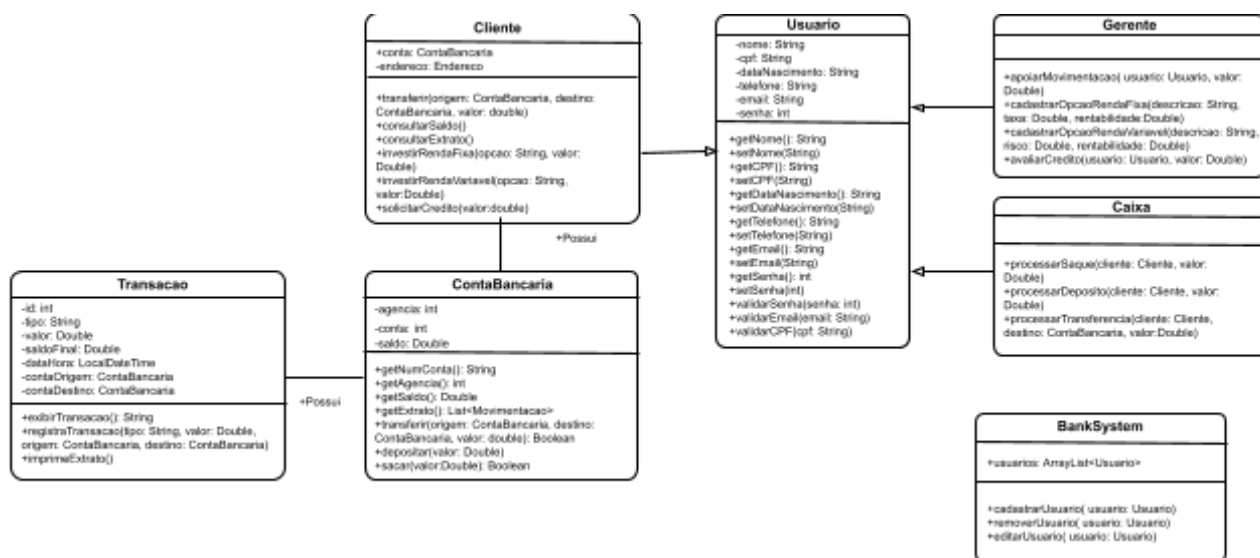 Cliente
+conta: ContaBancaria
-endereco: Endereco
+transferir(origem: ContaBancaria, destino:
ContaBancaria, valor: double)
+consultarSaldo()
+consultarExtrato()
+investirRendaFixa(opcao: String, valor:
Double)
+investirRendaVariavel(opcao: String,
valor:Double)
+solicitarCredito(valor:double)
Usuario
-nome: String
-cpf: String
-dataNascimento: String
-telefone: String
-email: String
-senha: int
+getNome(): String
+setNome(String)
+getCPF(): String
+setCPF(String)
+getDataNascimento(): String
+setDataNascimento(String)
+getTelefone(): String
+setTelefone(String)
+getEmail(): String
+setEmail(String)
+getSenha(): int
+setSenha(int)
+validarSenha(senha: int)
+validarEmail(email: String)
+validarCPF(cpf: String)
Gerente
+apoiarMovimentacao( usuario: Usuario, valor:
Double)
+cadastrarOpcaoRendaFixa(descricao: String,
taxa: Double, rentabilidade:Double)
+cadastrarOpcaoRendaVariavel(descricao: String,
risco: Double, rentabilidade: Double)
+avaliarCredito(usuario: Usuario, valor: Double)
Caixa
+processarSaque(cliente: Cliente, valor:
Double)
+processarDeposito(cliente: Cliente, valor:
Double)
+processarTransferencia(cliente: Cliente,
destino: ContaBancaria, valor:Double)
+Possui
Transacao
-id: int
-tipo: String
-valor: Double
-saldoFinal: Double
-dataHora: LocalDateTime
-contaOrigem: ContaBancaria
-contaDestino: ContaBancaria
+exibirTransacao(): String
+registraTransacao(tipo: String, valor: Double,
origem: ContaBancaria, destino: ContaBancaria)
+imprimeExtrato()
+Possui
ContaBancaria
-agencia: int
-conta: int
-saldo: Double
+getNumConta(): String
+getAgencia(): int
+getSaldo(): Double
+getExtrato(): List<Movimentacao>
+transferir(origem: ContaBancaria, destino:
ContaBancaria, valor: double): Boolean
+depositar(valor: Double)
+sacar(valor:Double): Boolean
BankSystem
+usuarios: ArrayList<Usuario>
+cadastrarUsuario( usuario: Usuario)
+removerUsuario( usuario: Usuario)
+editarUsuario( usuario: Usuario)